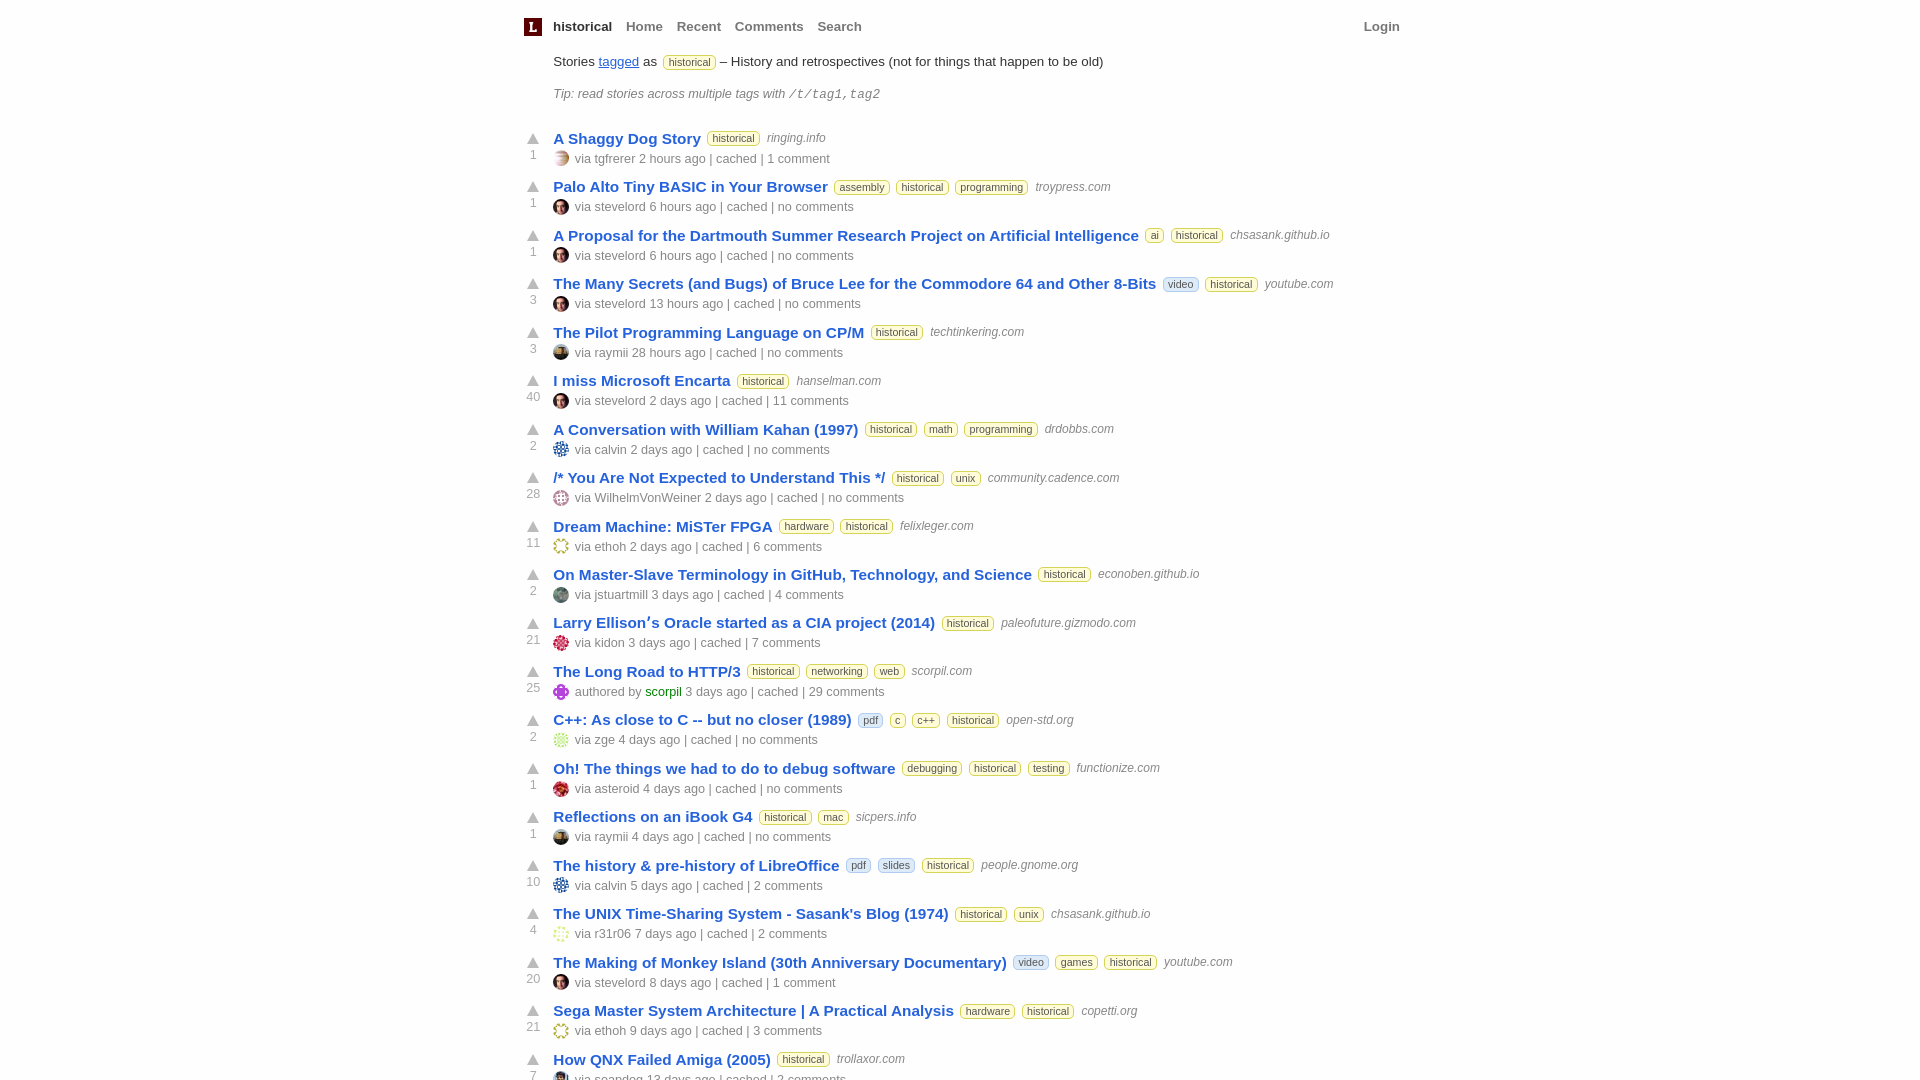 L historical Home Recent Comments Search Login
Stories tagged as historical – History and retrospectives (not for things that happen to be old)
Tip: read stories across multiple tags with /t/tag1,tag2
A Shaggy Dog Story historical ringing.info
1 via tgfrerer 2 hours ago | cached | 1 comment
Palo Alto Tiny BASIC in Your Browser assembly historical programming troypress.com
1 via stevelord 6 hours ago | cached | no comments
A Proposal for the Dartmouth Summer Research Project on Artificial Intelligence ai historical chsasank.github.io
1 via stevelord 6 hours ago | cached | no comments
The Many Secrets (and Bugs) of Bruce Lee for the Commodore 64 and Other 8-Bits video historical youtube.com
3 via stevelord 13 hours ago | cached | no comments
The Pilot Programming Language on CP/M historical techtinkering.com
3 via raymii 28 hours ago | cached | no comments
I miss Microsoft Encarta historical hanselman.com
40 via stevelord 2 days ago | cached | 11 comments
A Conversation with William Kahan (1997) historical math programming drdobbs.com
2 via calvin 2 days ago | cached | no comments
/* You Are Not Expected to Understand This */ historical unix community.cadence.com
28 via WilhelmVonWeiner 2 days ago | cached | no comments
Dream Machine: MiSTer FPGA hardware historical felixleger.com
11 via ethoh 2 days ago | cached | 6 comments
On Master-Slave Terminology in GitHub, Technology, and Science historical econoben.github.io
2 via jstuartmill 3 days ago | cached | 4 comments
Larry Ellisonʼs Oracle started as a CIA project (2014) historical paleofuture.gizmodo.com
21 via kidon 3 days ago | cached | 7 comments
The Long Road to HTTP/3 historical networking web scorpil.com
25 authored by scorpil 3 days ago | cached | 29 comments
C++: As close to C -- but no closer (1989) pdf c c++ historical open-std.org
2 via zge 4 days ago | cached | no comments
Oh! The things we had to do to debug software debugging historical testing functionize.com
1 via asteroid 4 days ago | cached | no comments
Reflections on an iBook G4 historical mac sicpers.info
1 via raymii 4 days ago | cached | no comments
The history & pre-history of LibreOffice pdf slides historical people.gnome.org
10 via calvin 5 days ago | cached | 2 comments
The UNIX Time-Sharing System - Sasank's Blog (1974) historical unix chsasank.github.io
4 via r31r06 7 days ago | cached | 2 comments
The Making of Monkey Island (30th Anniversary Documentary) video games historical youtube.com
20 via stevelord 8 days ago | cached | 1 comment
Sega Master System Architecture | A Practical Analysis hardware historical copetti.org
21 via ethoh 9 days ago | cached | 3 comments
How QNX Failed Amiga (2005) historical trollaxor.com
7 via soapdog 13 days ago | cached | 2 comments